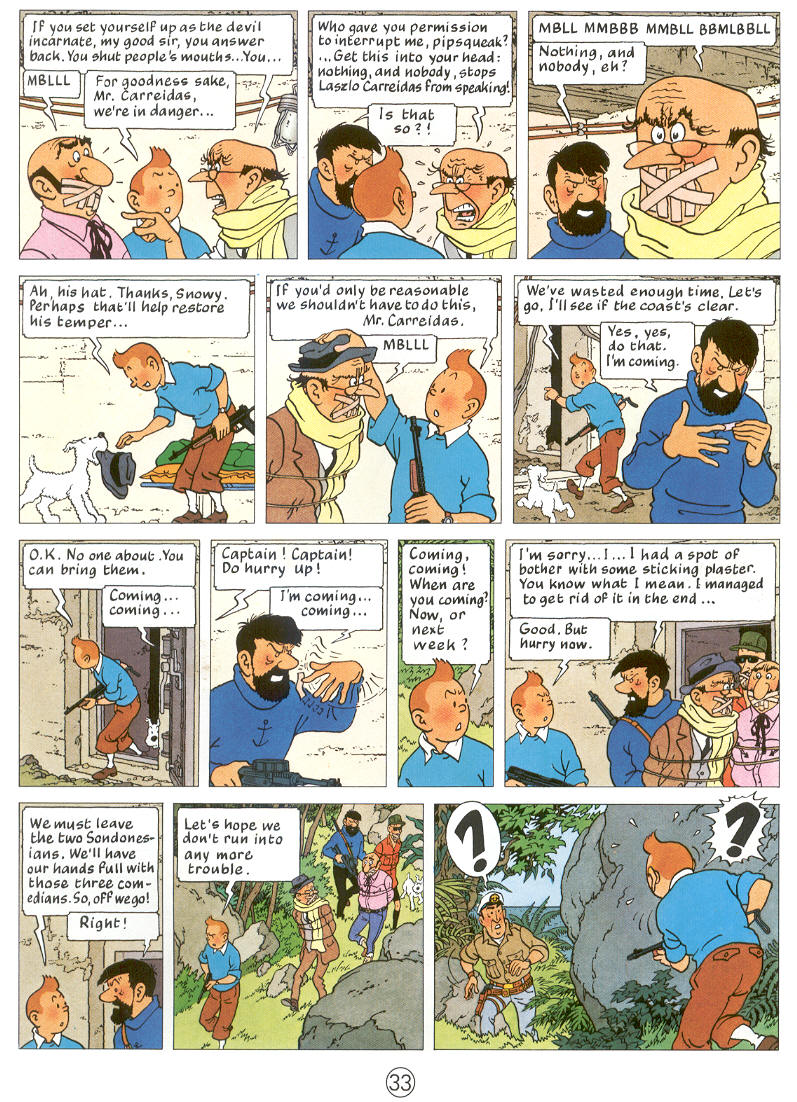 If you set yourself up as the devil
incarnate, my good sir, you answer
back. You shut people's mouths...You...
MBLLL
For goodness sake,
Mr. Carreidas,
we're in danger...
Who gave you permission
to interrupt me, pipsqueak?
...Get this into your head:
nothing, and nobody, stops
Laszlo Carreidas from speaking!
Is that
so?!
MBLL MMBBB MMBLL BBMLBBLL
Nothing, and
nobody, eh?
Ah, his hat. Thanks, Snowy.
Perhaps that'll help restore
his temper...
If you'd only be reasonable
we shouldn't have to do this,
Mr. Carreidas.
MBLLL
We've wasted enough time. Let's
go. I'll see if the coast's clear.
Yes, yes,
do that.
I'm coming.
O.K. No one about. You
can bring them.
Coming...
coming...
Captain! Captain!
Do hurry up!
I'm coming...
coming...
Coming,
coming!
When are
you coming?
Now, or
next
week?
I'm sorry...I... I had a spot of
bother with some sticking plaster.
You know what I mean. I managed
to get rid of it in the end...
Good. But
hurry now.
We must leave
the two Sondones-
ians. We'll have
our hands full with
those three com-
edians. So, off we go!
Right!
Let's hope we
don't run into
any more
trouble.
?
?
33